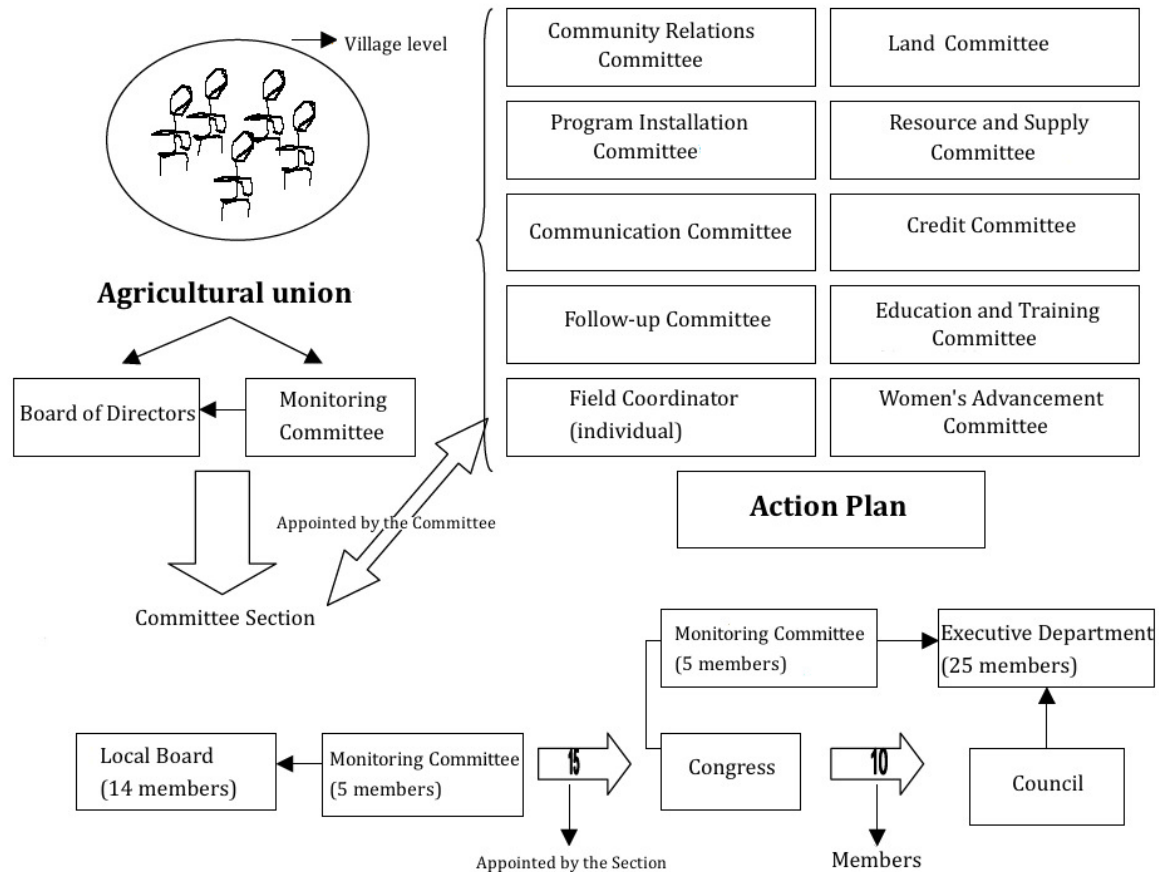 Village level
Agricultural union
Board of Directors
Monitoring
Committee
Appointed by the Committee
Committee Section
Community Relations
Committee
Land Committee
Program Installation
Committee
Resource and Supply
Committee
Communication Committee
Credit Committee
Follow-up Committee
Education and Training
Committee
Field Coordinator
(individual)
Women's Advancement
Committee
Action Plan
Monitoring Committee
(5 members)
Executive Department
(25 members)
Local Board
(14 members)
Monitoring Committee
(5 members)
15
Congress
10
Council
Appointed by the Section
Members